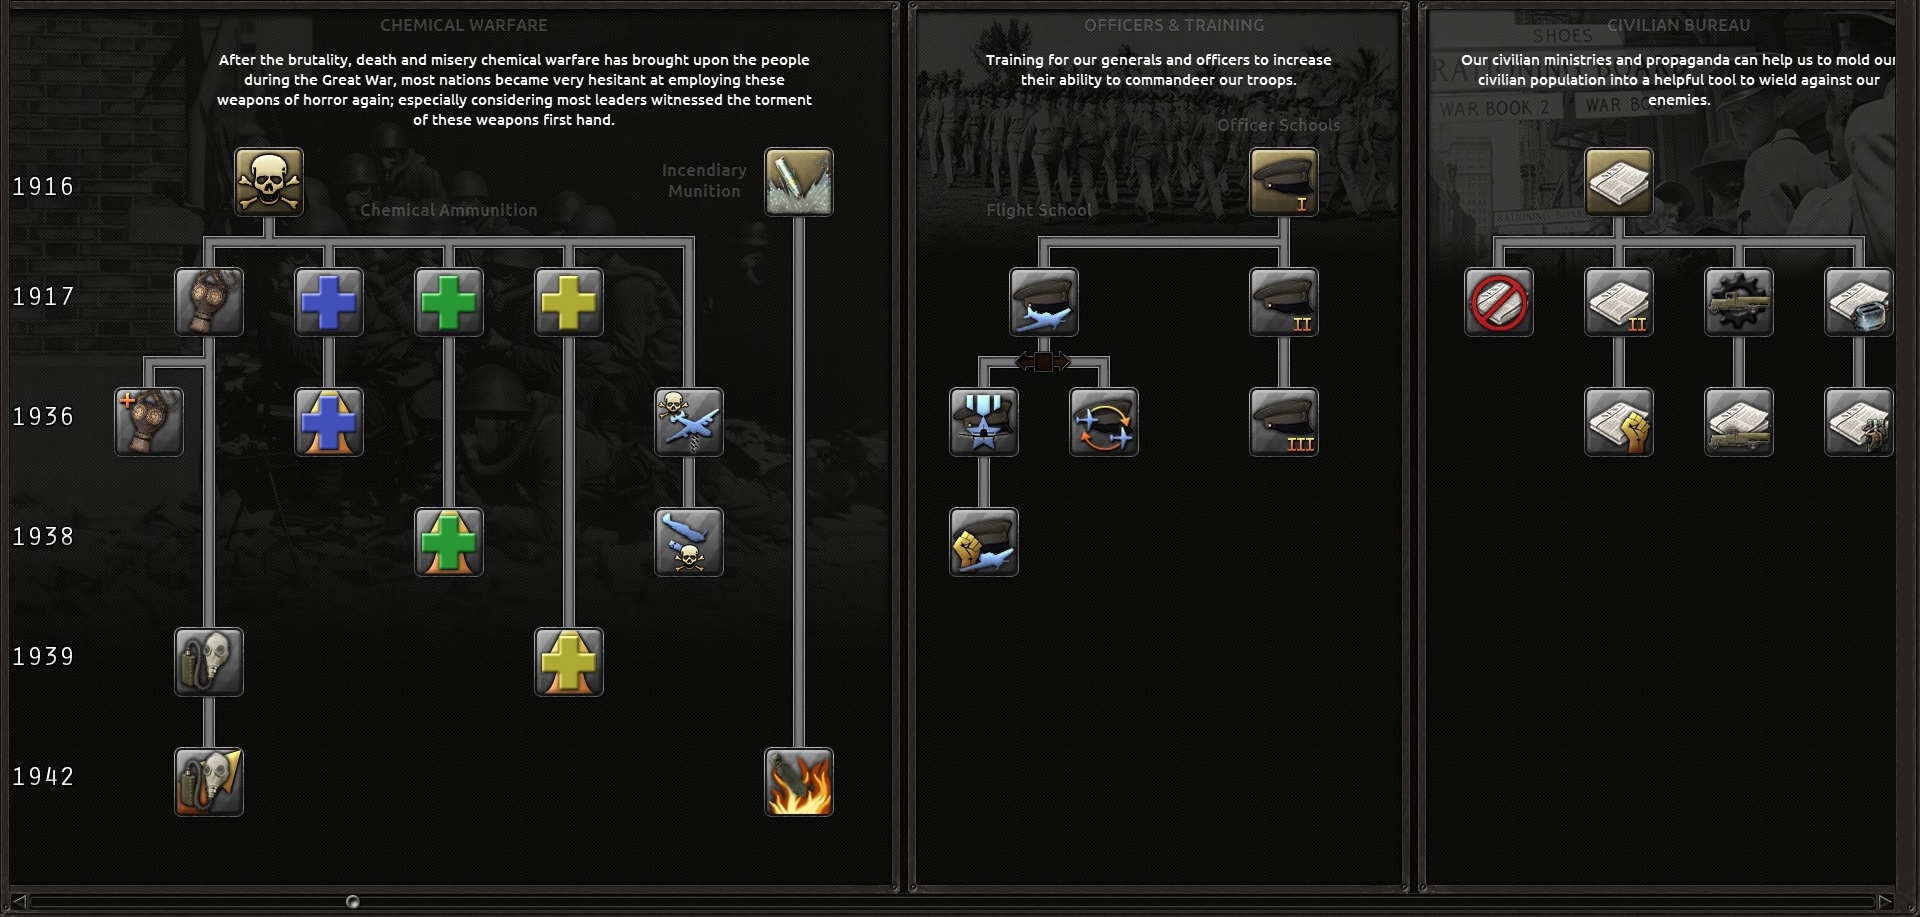 CHEMICAL WARFARE
After the brutality, death and misery chemical warfare has brought upon the people
during the Great War, most nations became very hesitant at employing these
weapons of horror again; especially considering most leaders witnessed the torment
of these weapons first hand.
Incendiary
Munition
Chemical Ammunition
1916
1917
1936
1938
1939
1942
OFFICERS & TRAINING
Training for our generals and officers to increase
their ability to commandeer our troops.
Officer Schools
Flight School
I
II
III
CIVILIAN BUREAU
SHOES
Our civilian ministries and propaganda can help us to mold our
civilian population into a helpful tool to wield against our
enemies.
WAR BOOK 2
II